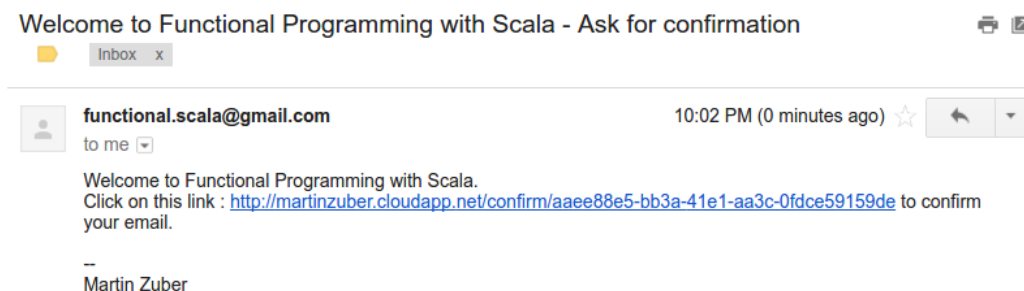 Welcome to Functional Programming with Scala - Ask for confirmation
Inbox x
functional.scala@gmail.com 10:02 PM (0 minutes ago)
to me
Welcome to Functional Programming with Scala.
Click on this link : http://martinzuber.cloudapp.net/confirm/aaee88e5-bb3a-41e1-aa3c-0fdce59159de to confirm
your email.
--
Martin Zuber